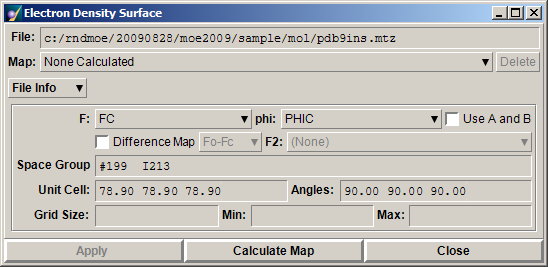 Electron Density Surface
File: c:/rndmoe/20090828/moe2009/sample/mol/pdb9ins.mtz
Map: None Calculated Delete
File Info
F: FC phi: PHIC Use A and B
Difference Map Fo-Fc F2: (None)
Space Group #199 I213
Unit Cell: 78.90 78.90 78.90 Angles: 90.00 90.00 90.00
Grid Size: Min: Max:
Apply Calculate Map Close